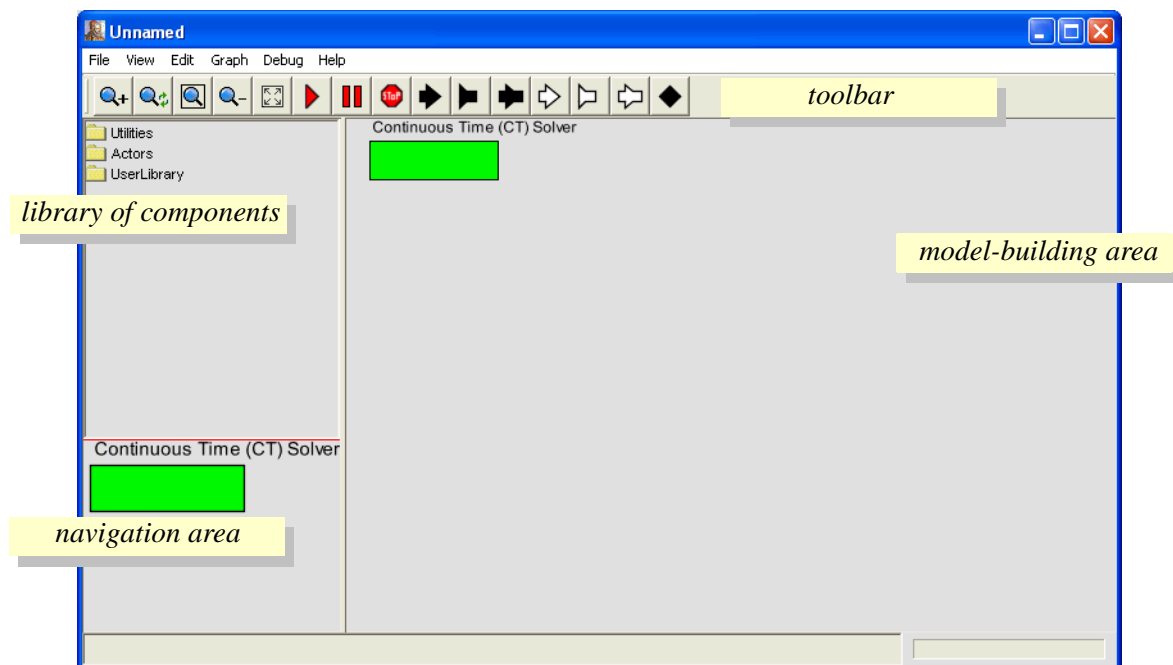 Unnamed
File View Edit Graph Debug Help
STOP
toolbar
Utilities
Actors
UserLibrary
library of components
Continuous Time (CT) Solver
model-building area
Continuous Time (CT) Solver
navigation area